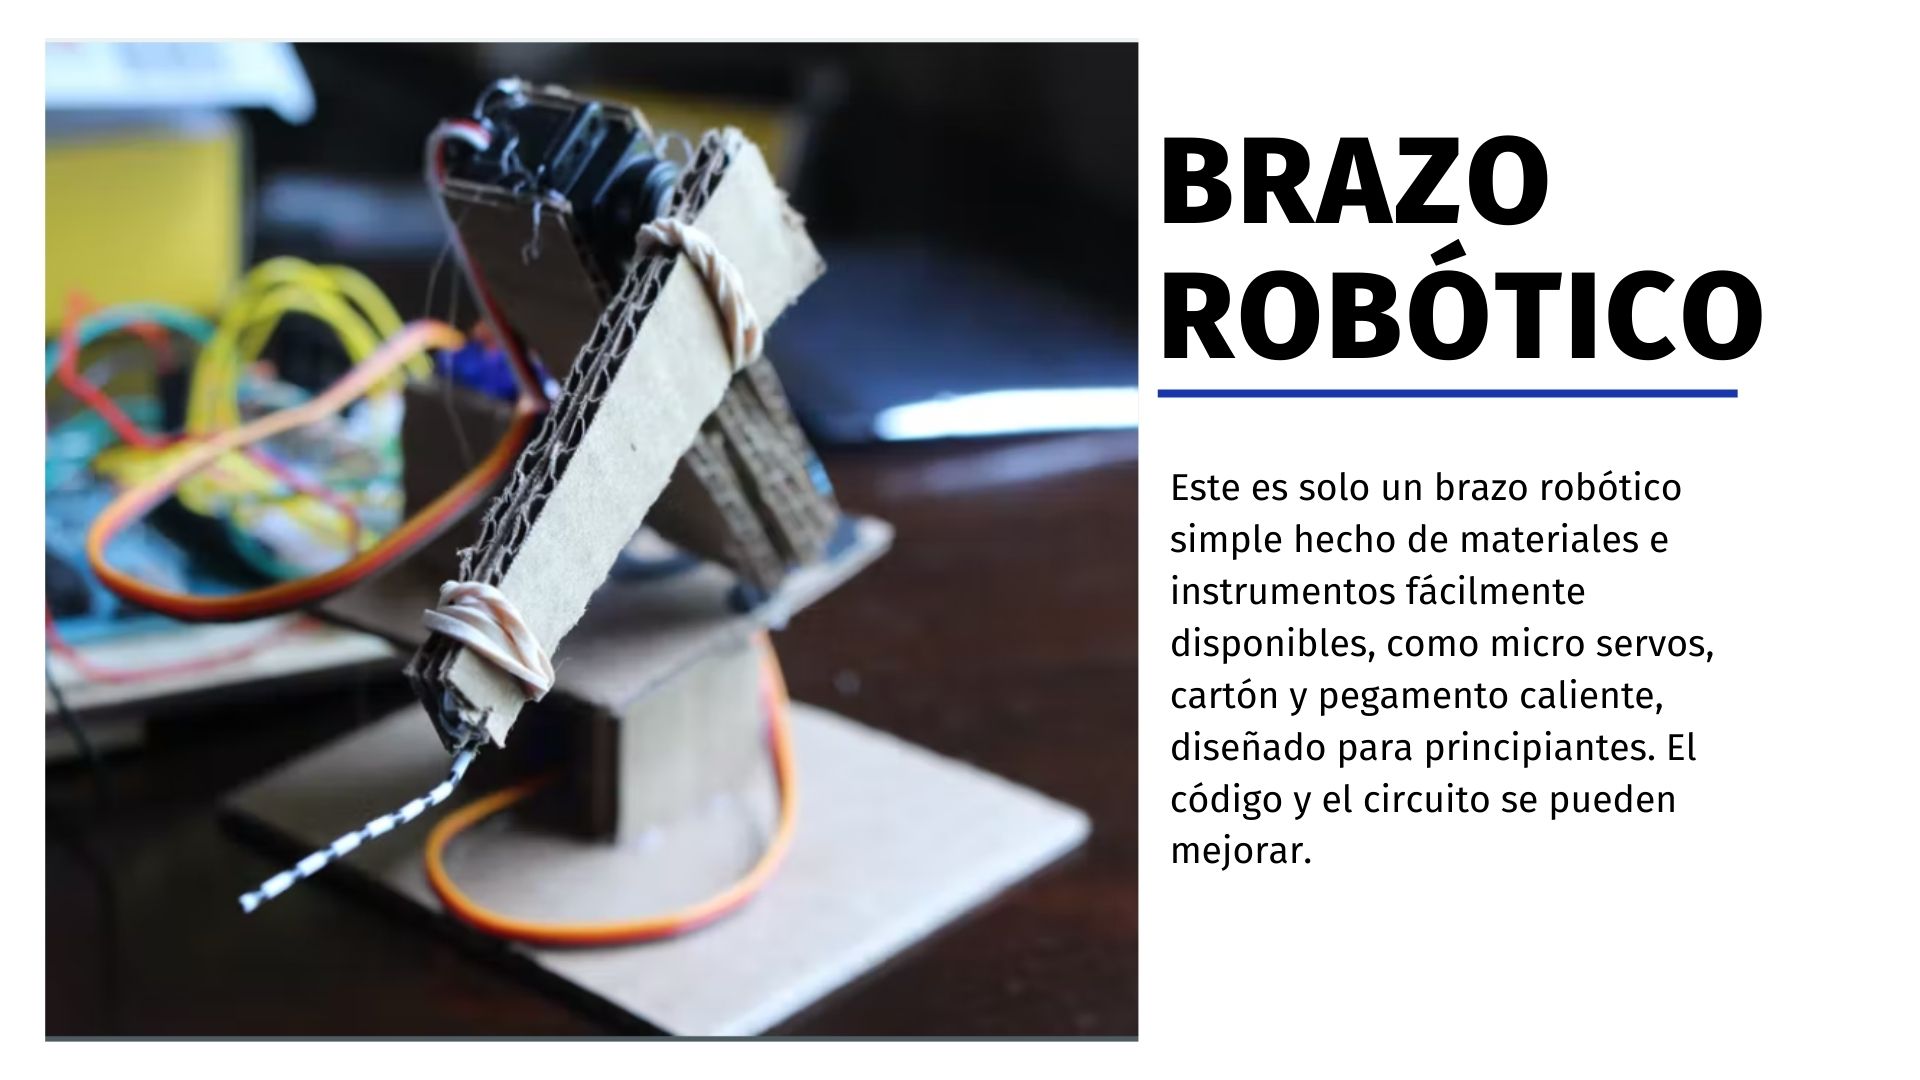 BRAZO
ROBÓTICO
Este es solo un brazo robótico
simple hecho de materiales e
instrumentos fácilmente
disponibles, como micro servos,
cartón y pegamento caliente,
diseñado para principiantes. El
código y el circuito se pueden
mejorar.